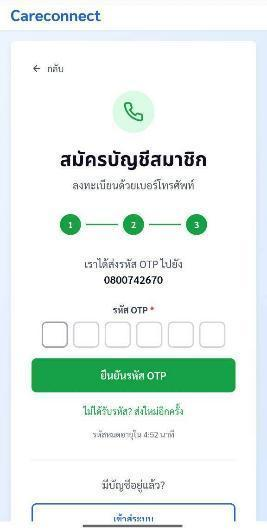 Careconnect
← กลับ
สมัครบัญชีสมาชิก
ลงทะเบียนด้วยเบอร์โทรศัพท์
1 2 3
เราได้ส่งรหัส OTP ไปยัง
0800742670
รหัส OTP *
ยืนยันรหัส OTP
ไม่ได้รับรหัส? ส่งใหม่อีกครั้ง
รหัสหมดอายุใน 4:52 นาที
มีบัญชีอยู่แล้ว?
เข้าสู่ระบบ